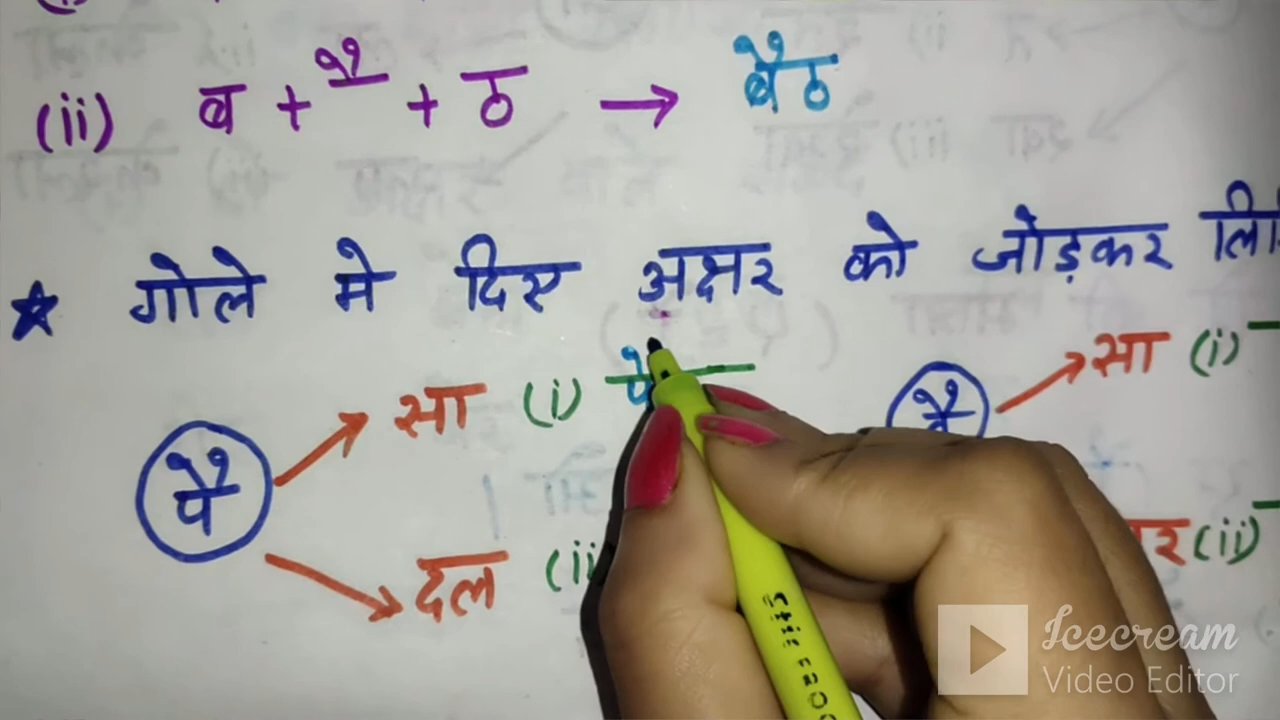 (ii) ब + ै + ठ → बैठ
★ गोले मे दिए अक्षर को जोड़कर
पै सा (i) पे
दल (ii
सा (i)
र (ii)
Icecream
Video Editor